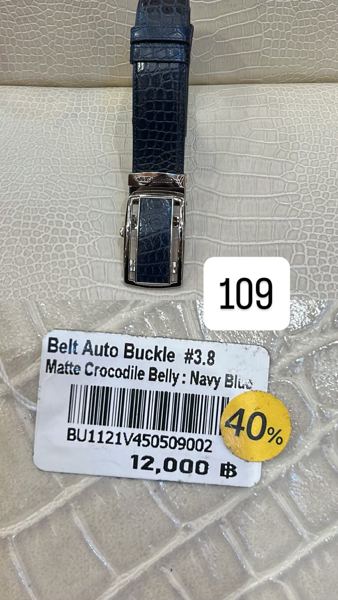 109
Belt Auto Buckle #3.8
Matte Crocodile Belly : Navy Blue
40%
BU1121V450509002
12,000 ฿